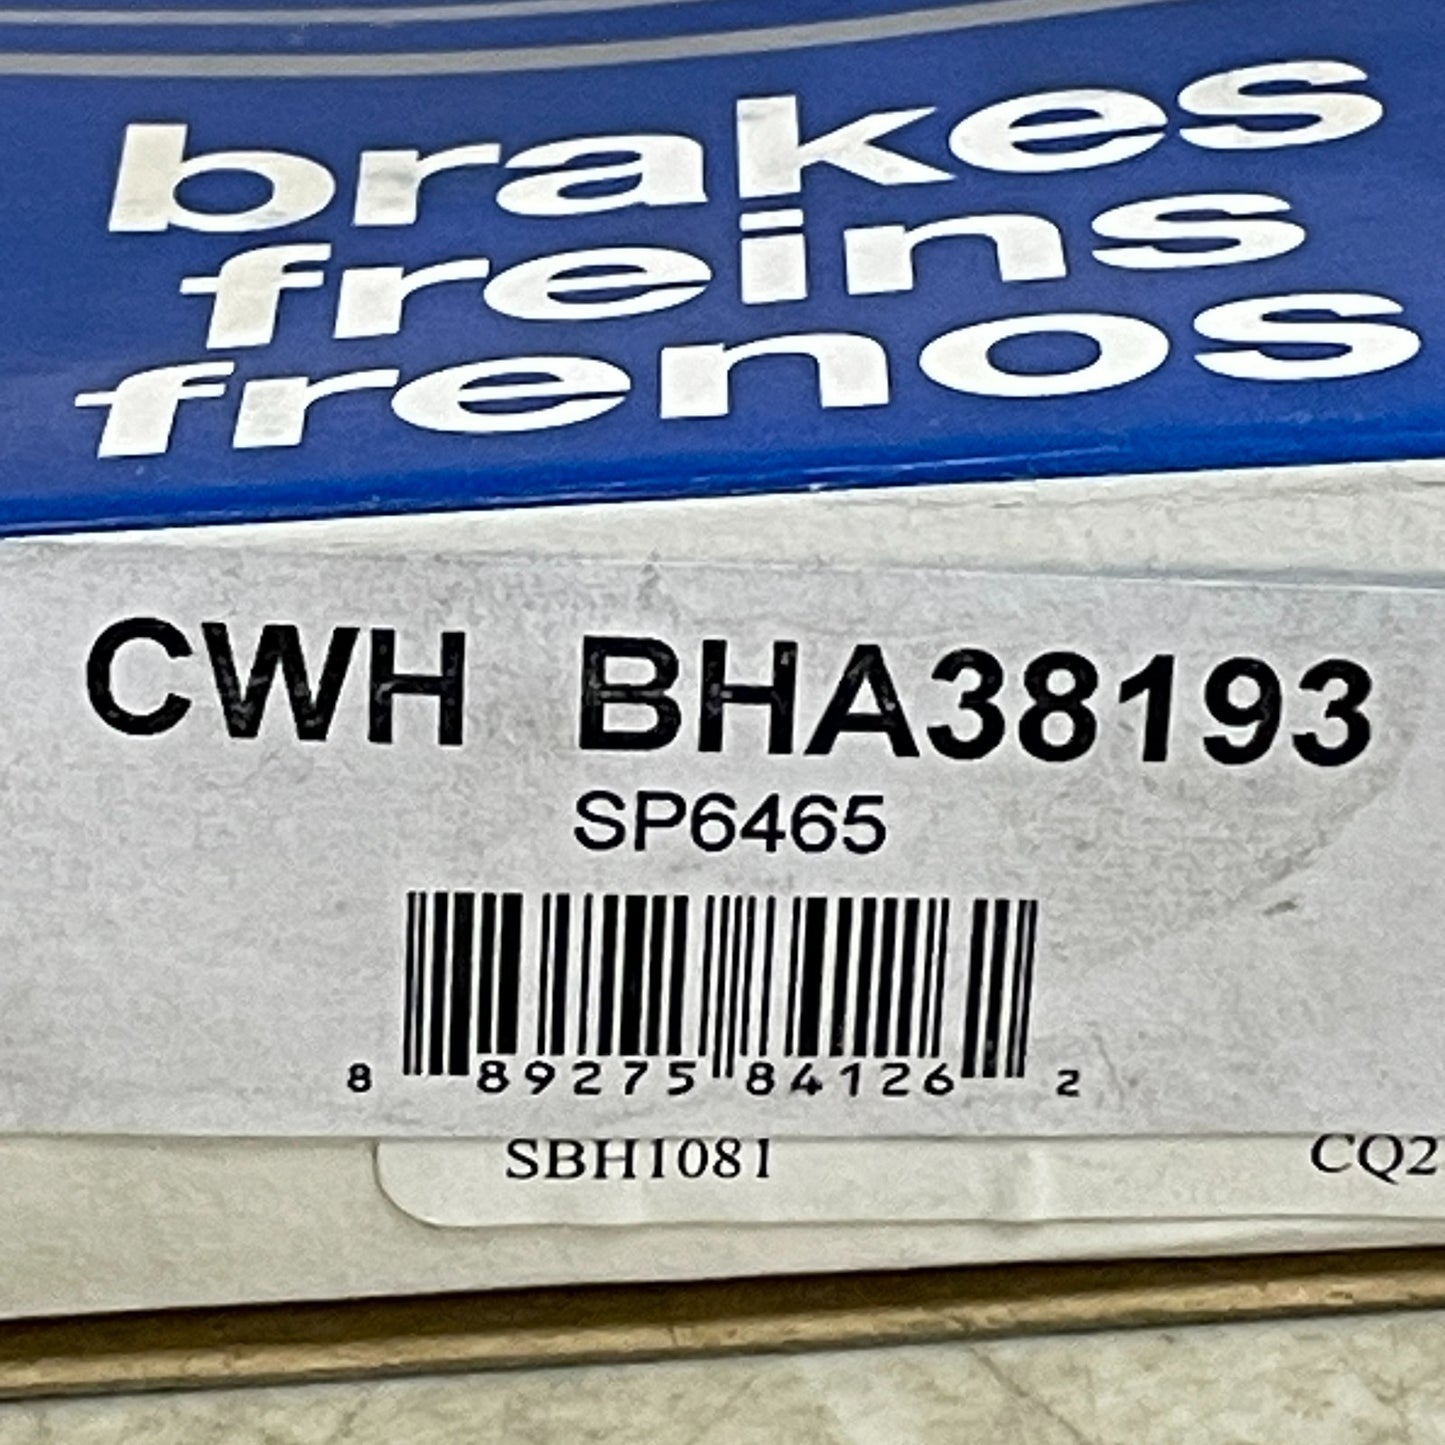 brakes
freins
frenos
CWH BHA38193
SP6465
8 89275 84126 2
SBH1081 CQ2